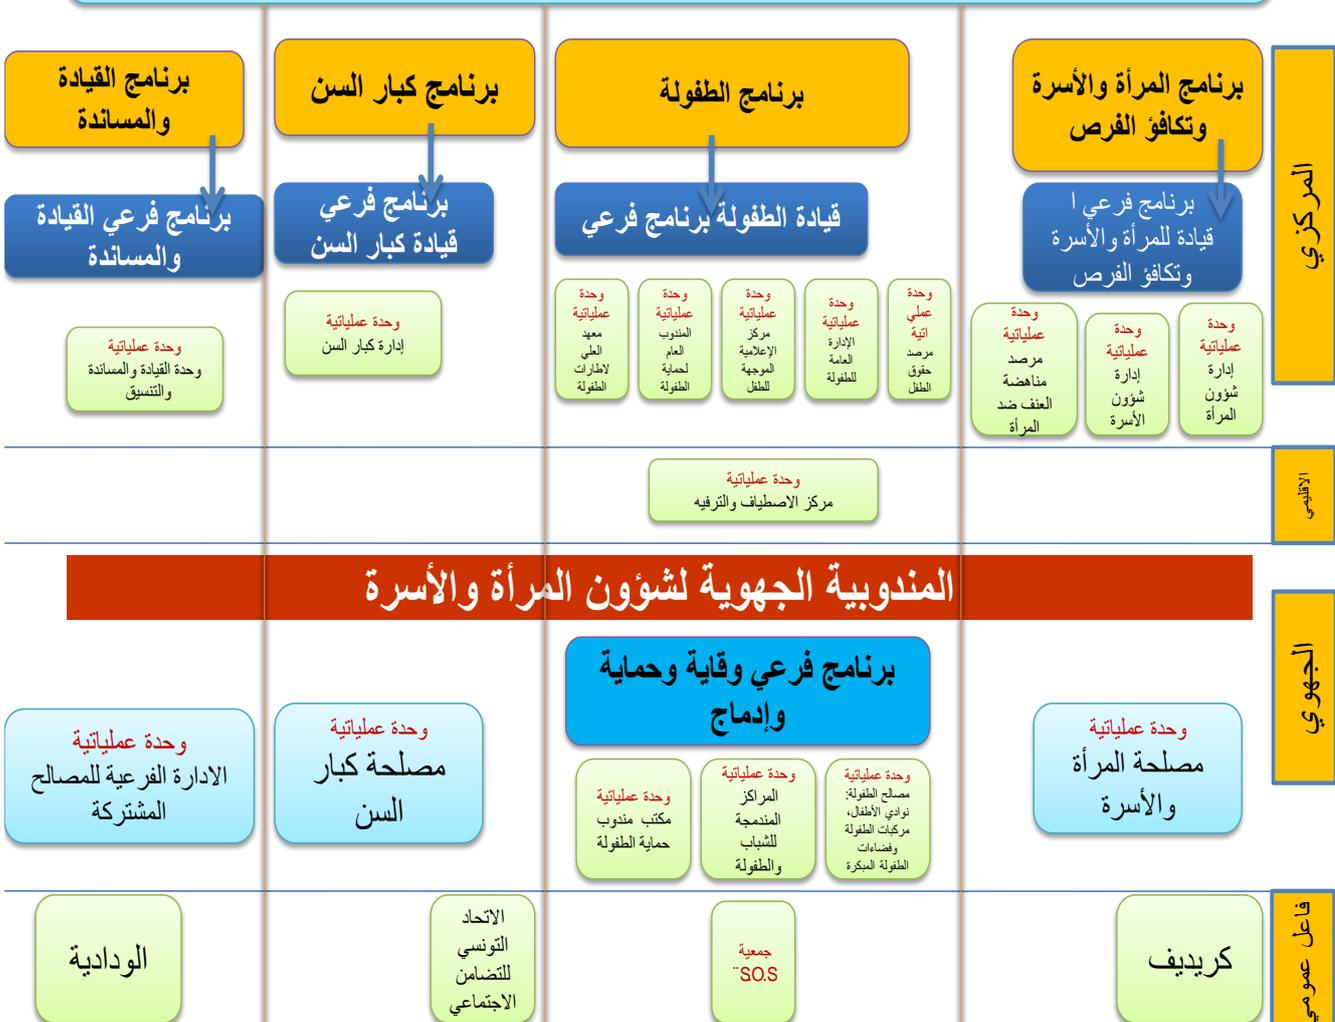 برنامج المرأة والأسرة
وتكافؤ الفرص
برنامج الطفولة
برنامج كبار السن
برنامج القيادة
والمساندة
المركزي
برنامج فرعي ا
قيادة للمرأة والأسرة
وتكافؤ الفرص
قيادة الطفولة برنامج فرعي
برنامج فرعي
قيادة كبار السن
برنامج فرعي القيادة
والمساندة
وحدة
عملياتية
إدارة
شؤون
المرأة
وحدة
عملياتية
إدارة
شؤون
الأسرة
وحدة
عملياتية
مرصد
مناهضة
العنف ضد
المرأة
وحدة
عملي
اتية
مرصد
حقوق
الطفل
وحدة
عملياتية
الإدارة
العامة
للطفولة
وحدة
عملياتية
مركز
الإعلامية
الموجهة
للطفل
وحدة
عملياتية
المندوب
العام
لحماية
الطفولة
وحدة
عملياتية
معهد
العلي
لاطارات
الطفولة
وحدة عملياتية
إدارة كبار السن
وحدة عملياتية
وحدة القيادة والمساندة
والتنسيق
الاقليمي
وحدة عملياتية
مركز الاصطياف والترفيه
المندوبية الجهوية لشؤون المرأة والأسرة
الجهوي
برنامج فرعي وقاية وحماية
وإدماج
وحدة عملياتية
مصلحة المرأة
والأسرة
وحدة عملياتية
مصالح الطفولة:
نوادي الأطفال،
مركبات الطفولة
وفضاءات
الطفولة المبكرة
وحدة عملياتية
المراكز
المندمجة
للشباب
والطفولة
وحدة عملياتية
مكتب مندوب
حماية الطفولة
وحدة عملياتية
مصلحة كبار
السن
وحدة عملياتية
الادارة الفرعية للمصالح
المشتركة
فاعل عمومي
كريديف
جمعية
S.O.S¨
الاتحاد
التونسي
للتضامن
الاجتماعي
الودادية